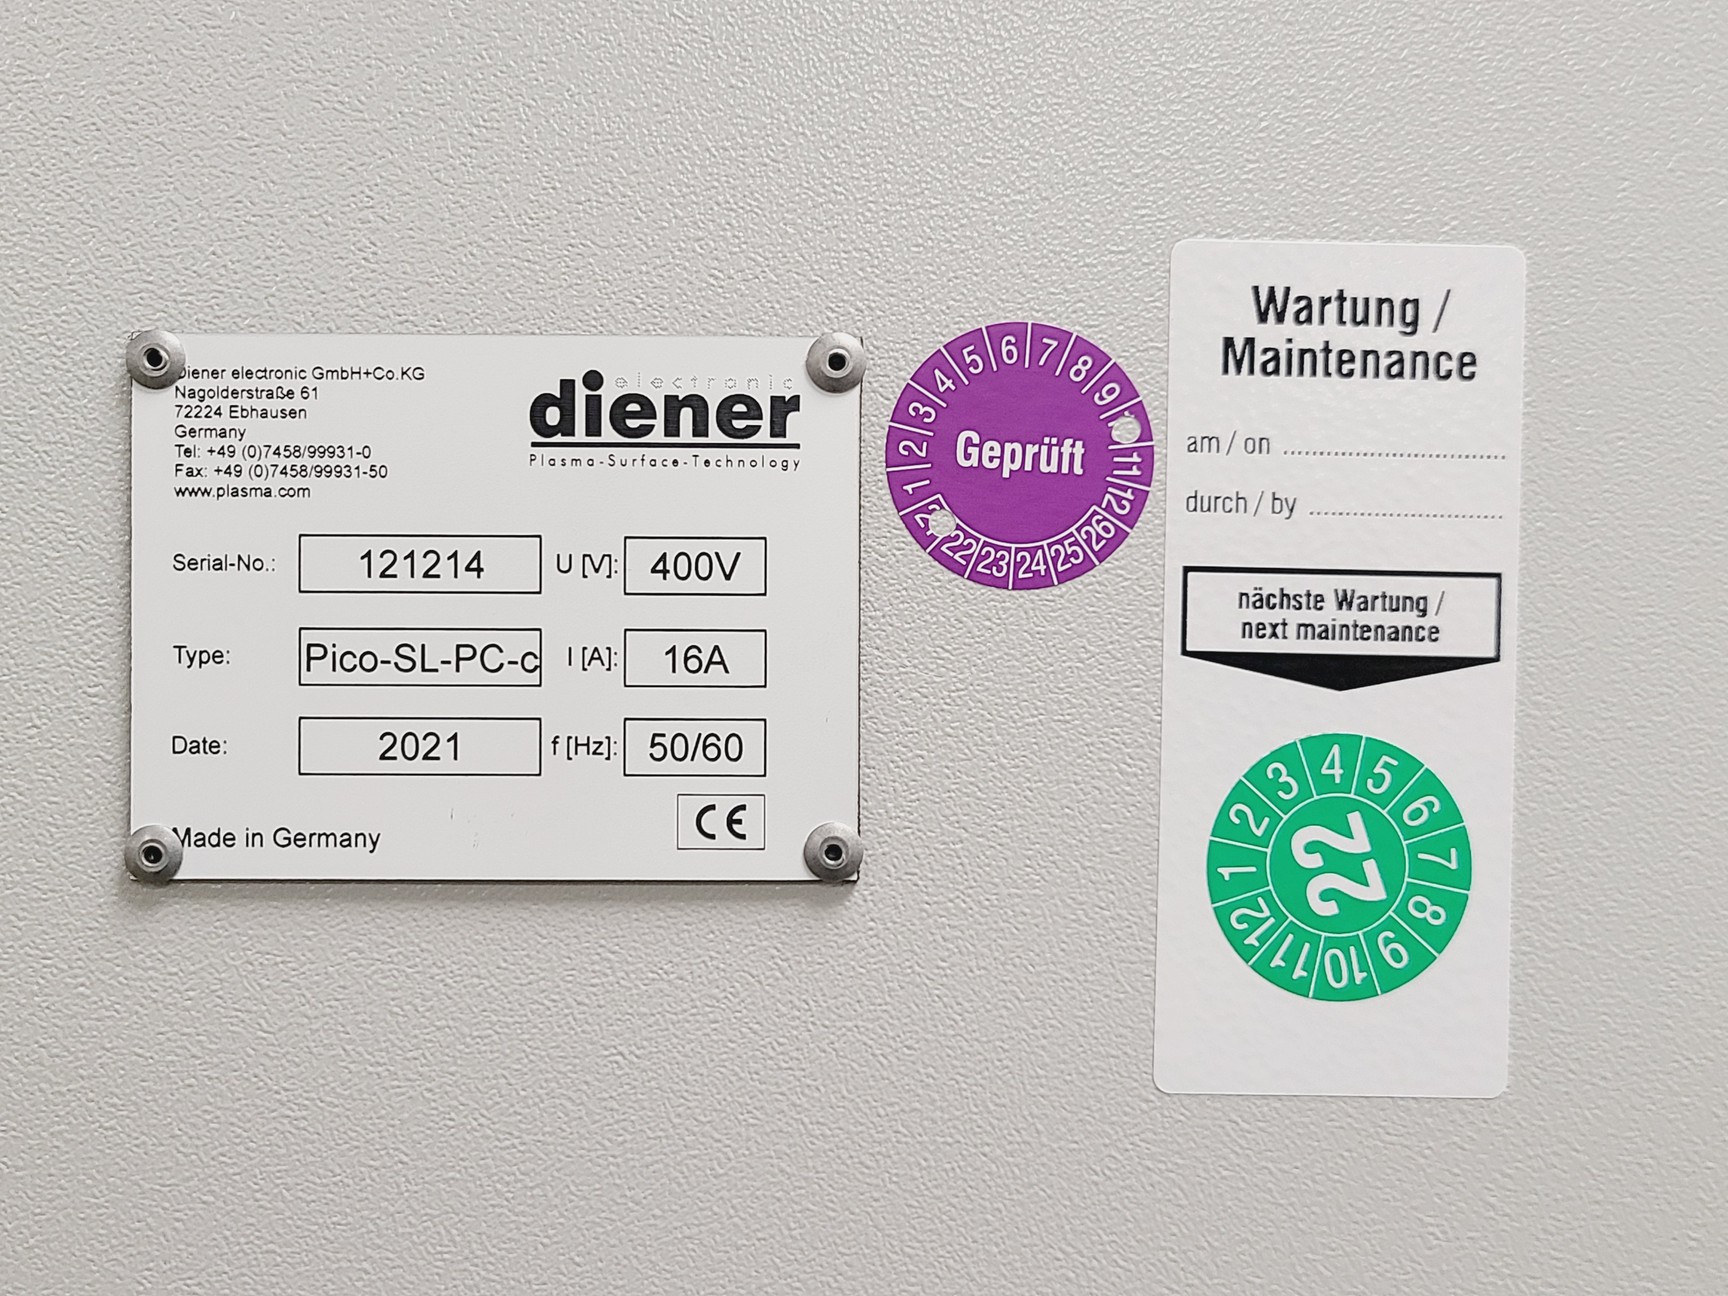 Diener electronic GmbH+Co.KG
Nagolderstraße 61
72224 Ebhausen
Germany
Tel: +49 (0)7458/99931-0
Fax: +49 (0)7458/99931-50
www.plasma.com
electronic
diener
Plasma-Surface-Technology
Serial-No.: 121214 U [V]: 400V
Type: Pico-SL-PC-c I [A]: 16A
Date: 2021 f [Hz]: 50/60
CE
Made in Germany
1 2 3 4 5 6 7 8 9 11 12
Geprüft
22 23 24 25 26
Wartung /
Maintenance
am / on
durch / by
nächste Wartung /
next maintenance
1 2 3 4 5 6 7 8 9 10 11 12
22